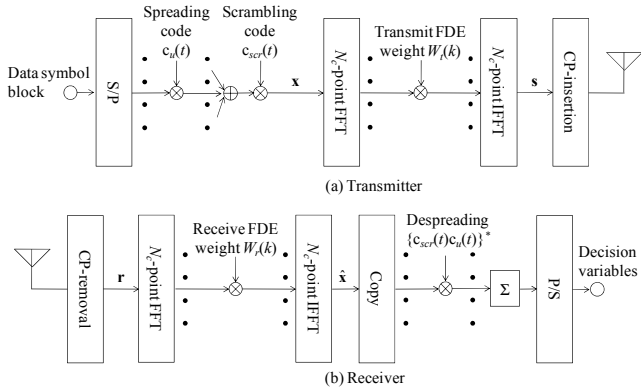 Spreading
code
c_u(t)
Scrambling
code
c_scr(t)
Transmit FDE
weight W_t(k)
Data symbol
block
S/P
x
N_c-point FFT
N_c-point IFFT
s
CP-insertion
(a) Transmitter
Receive FDE
weight W_r(k)
Despreading
{c_scr(t)c_u(t)}*
Decision
variables
CP-removal
r
N_c-point FFT
N_c-point IFFT
x̂
Copy
Σ
P/S
(b) Receiver